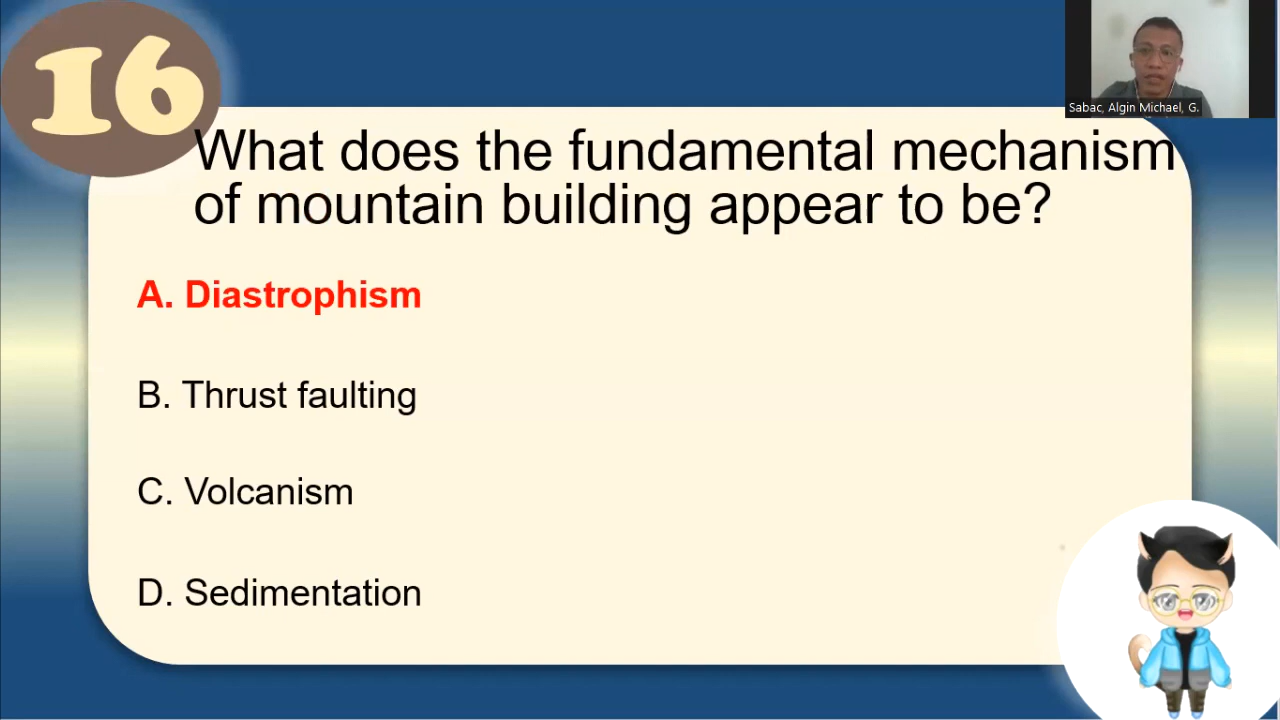 16
Sabac, Algin Michael, G.
What does the fundamental mechanism
of mountain building appear to be?
A. Diastrophism
B. Thrust faulting
C. Volcanism
D. Sedimentation